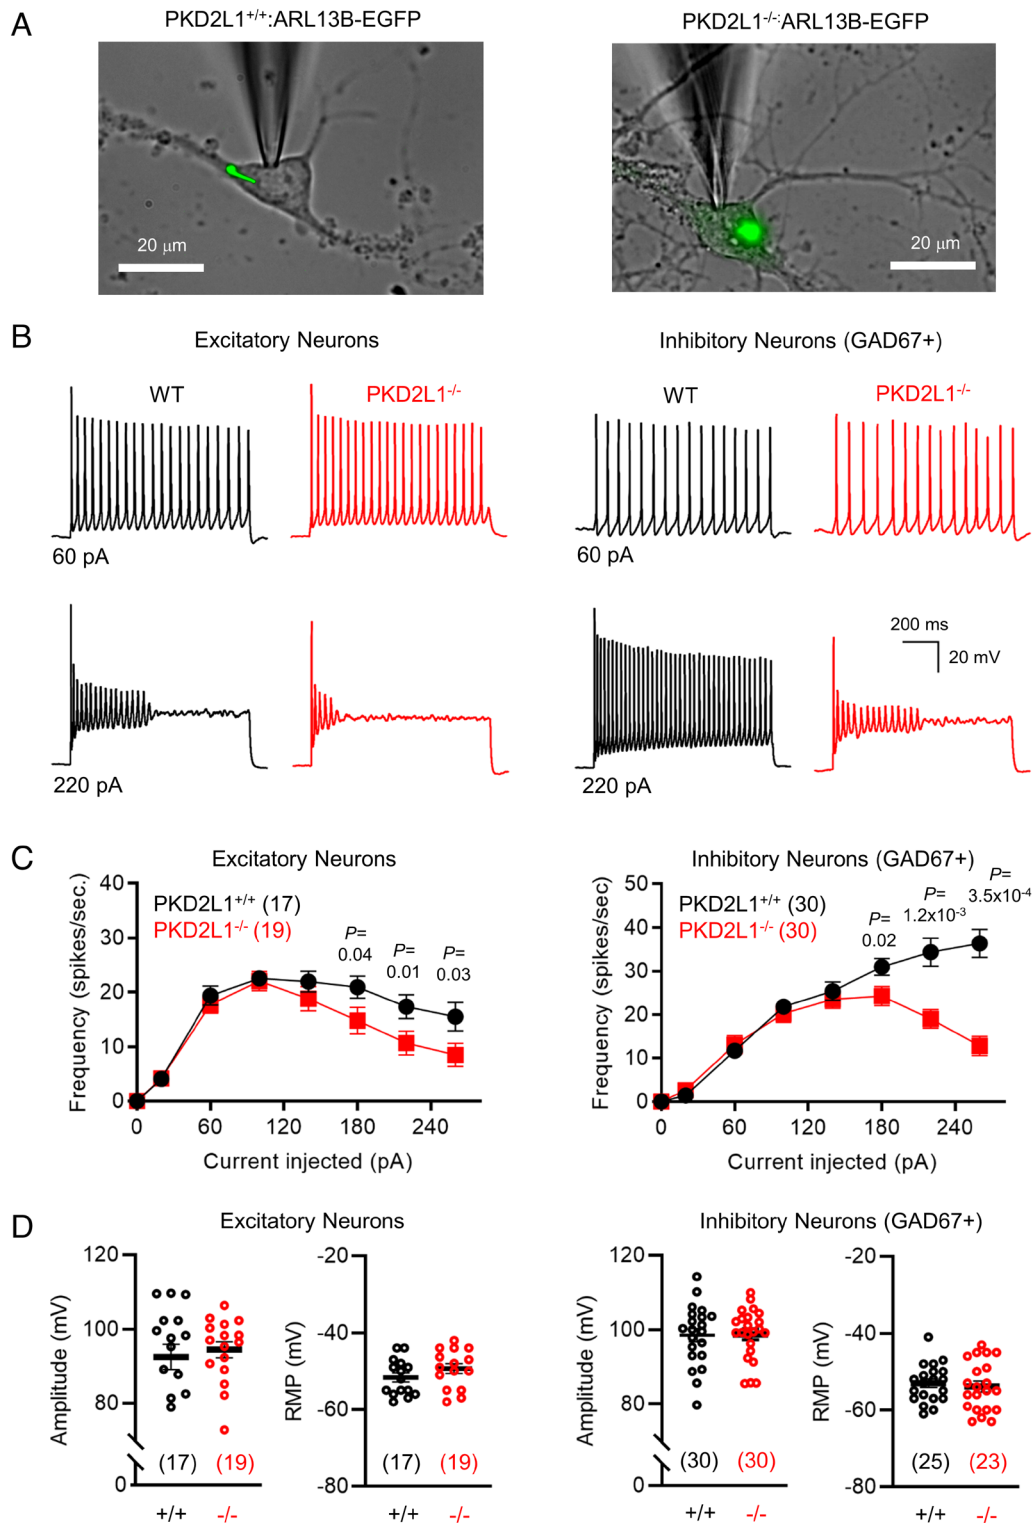 A
PKD2L1+/+:ARL13B-EGFP
PKD2L1-/-:ARL13B-EGFP
20 μm
20 μm
B
Excitatory Neurons
Inhibitory Neurons (GAD67+)
WT
PKD2L1-/-
WT
PKD2L1-/-
60 pA
60 pA
200 ms
20 mV
220 pA
220 pA
C
Excitatory Neurons
Frequency (spikes/sec.)
40
30
20
10
0
PKD2L1+/+ (17)
PKD2L1-/- (19)
P=
0.04
P=
0.01
P=
0.03
0
60
120
180
240
Current injected (pA)
Inhibitory Neurons (GAD67+)
Frequency (spikes/sec)
50
40
30
20
10
0
PKD2L1+/+ (30)
PKD2L1-/- (30)
P=
0.02
P=
1.2x10-3
P=
3.5x10-4
0
60
120
180
240
Current injected (pA)
D
Excitatory Neurons
Amplitude (mV)
120
100
80
0
(17)
(19)
+/+
-/-
RMP (mV)
-20
-40
-60
-80
(17)
(19)
+/+
-/-
Inhibitory Neurons (GAD67+)
Amplitude (mV)
120
100
80
0
(30)
(30)
+/+
-/-
RMP (mV)
-20
-40
-60
-80
(25)
(23)
+/+
-/-